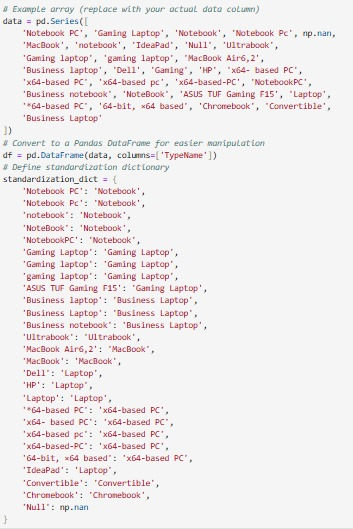 # Example array (replace with your actual data column)
data = pd.Series([
'Notebook PC', 'Gaming Laptop', 'Notebook', 'Notebook Pc', np.nan,
'MacBook', 'notebook', 'IdeaPad', 'Null', 'Ultrabook',
'Gaming laptop', 'gaming laptop', 'MacBook Air6,2',
'Business laptop', 'Dell', 'Gaming', 'HP', 'x64- based PC',
'x64-based PC', 'x64-based pc', 'x64-based-PC', 'NotebookPC',
'Business notebook', 'NoteBook', 'ASUS TUF Gaming F15', 'Laptop',
'*64-based PC', '64-bit, ×64 based', 'Chromebook', 'Convertible',
'Business Laptop'
])
# Convert to a Pandas DataFrame for easier manipulation
df = pd.DataFrame(data, columns=['TypeName'])
# Define standardization dictionary
standardization_dict = {
'Notebook PC': 'Notebook',
'Notebook Pc': 'Notebook',
'notebook': 'Notebook',
'NoteBook': 'Notebook',
'NotebookPC': 'Notebook',
'Gaming Laptop': 'Gaming Laptop',
'Gaming laptop': 'Gaming Laptop',
'gaming laptop': 'Gaming Laptop',
'ASUS TUF Gaming F15': 'Gaming Laptop',
'Business laptop': 'Business Laptop',
'Business Laptop': 'Business Laptop',
'Business notebook': 'Business Laptop',
'Ultrabook': 'Ultrabook',
'MacBook Air6,2': 'MacBook',
'MacBook': 'MacBook',
'Dell': 'Laptop',
'HP': 'Laptop',
'Laptop': 'Laptop',
'*64-based PC': 'x64-based PC',
'x64- based PC': 'x64-based PC',
'x64-based pc': 'x64-based PC',
'x64-based-PC': 'x64-based PC',
'64-bit, ×64 based': 'x64-based PC',
'IdeaPad': 'Laptop',
'Convertible': 'Convertible',
'Chromebook': 'Chromebook',
'Null': np.nan
}